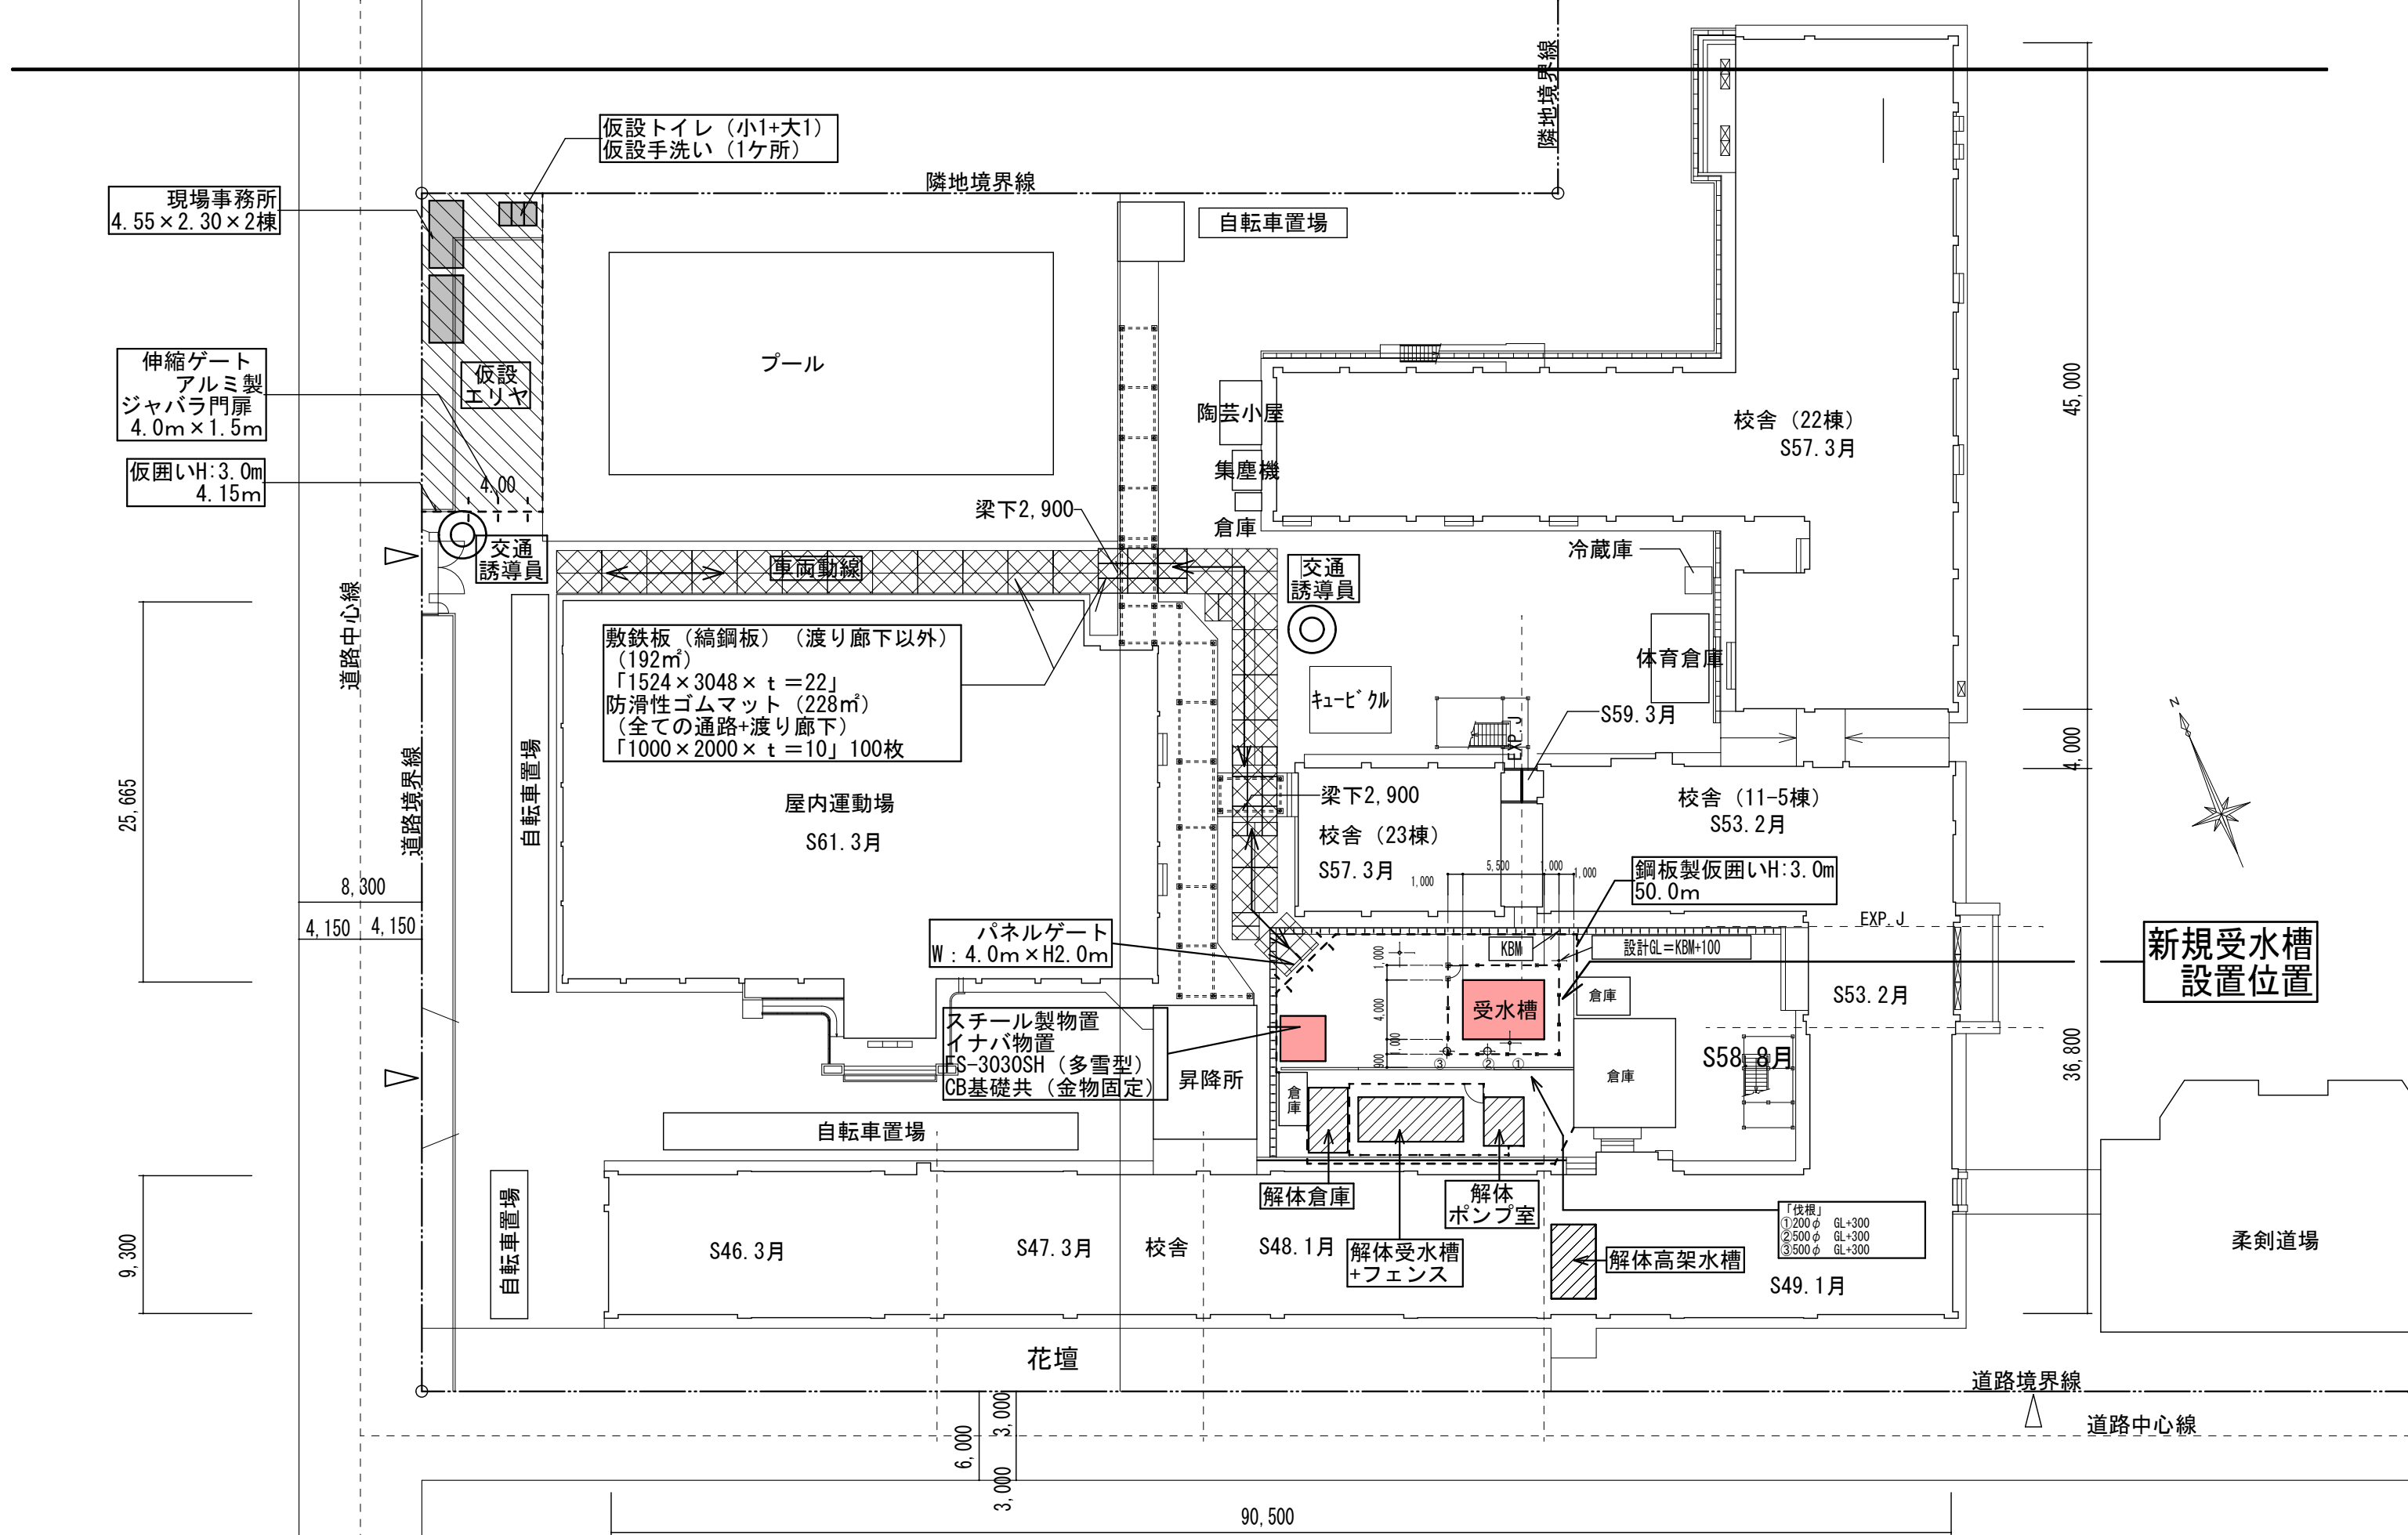 仮設トイレ（小1+大1）
仮設手洗い（1ケ所）
隣地境界線
隣地境界線
現場事務所
4.55×2.30×2棟
自転車置場
伸縮ゲート
アルミ製
ジャバラ門扉
4.0m×1.5m
仮設
エリヤ
プール
陶芸小屋
校舎（22棟）
S57.3月
45,000
仮囲いH:3.0m
4.15m
4.00
集塵機
倉庫
梁下2,900
交通
誘導員
車両動線
交通
誘導員
冷蔵庫
道路中心線
敷鉄板（縞鋼板）（渡り廊下以外）
（192㎡）
「1524×3048×ｔ=22」
防滑性ゴムマット（228㎡）
（全ての通路+渡り廊下）
「1000×2000×ｔ=10」100枚
体育倉庫
キュービクル
S59.3月
EXP.J
4,000
N
自転車置場
道路境界線
25,665
屋内運動場
S61.3月
梁下2,900
校舎（23棟）
S57.3月
校舎（11-5棟）
S53.2月
5,500
1,000
1,000
1,000
鋼板製仮囲いH:3.0m
50.0m
8,300
4,150
4,150
パネルゲート
W：4.0m×H2.0m
KBM
設計GL=KBM+100
EXP.J
新規受水槽
設置位置
1,000
4,000
1,000
900
受水槽
倉庫
S53.2月
スチール製物置
イナバ物置
FS-3030SH（多雪型）
CB基礎共（金物固定）
昇降所
③
②
①
倉庫
倉庫
S58.8月
36,800
自転車置場
解体倉庫
解体
ポンプ室
自転車置場
「伐根」
①200φ GL+300
②500φ GL+300
③500φ GL+300
9,300
S46.3月
S47.3月
校舎
S48.1月
解体受水槽
+フェンス
解体高架水槽
S49.1月
柔剣道場
花壇
道路境界線
道路中心線
6,000
3,000
3,000
90,500